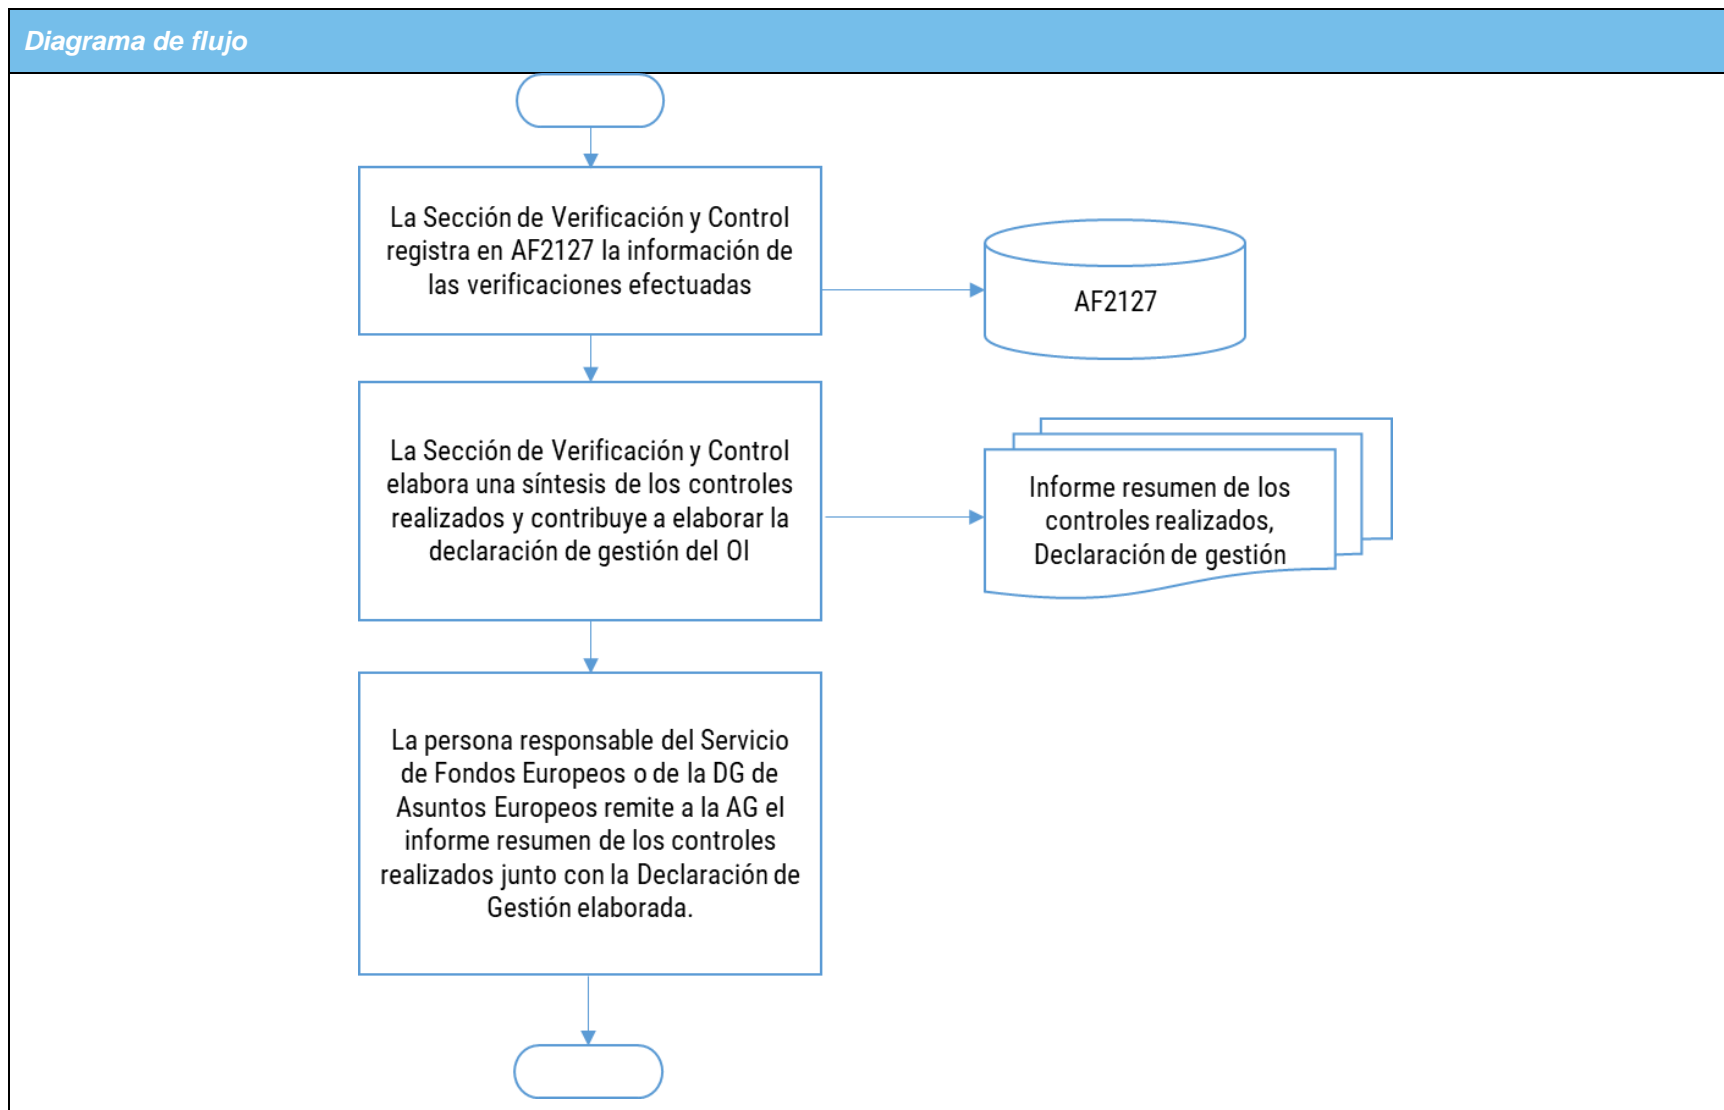 Diagrama de flujo
La Sección de Verificación y Control
registra en AF2127 la información de
las verificaciones efectuadas
AF2127
La Sección de Verificación y Control
elabora una síntesis de los controles
realizados y contribuye a elaborar la
declaración de gestión del OI
Informe resumen de los
controles realizados,
Declaración de gestión
La persona responsable del Servicio
de Fondos Europeos o de la DG de
Asuntos Europeos remite a la AG el
informe resumen de los controles
realizados junto con la Declaración de
Gestión elaborada.